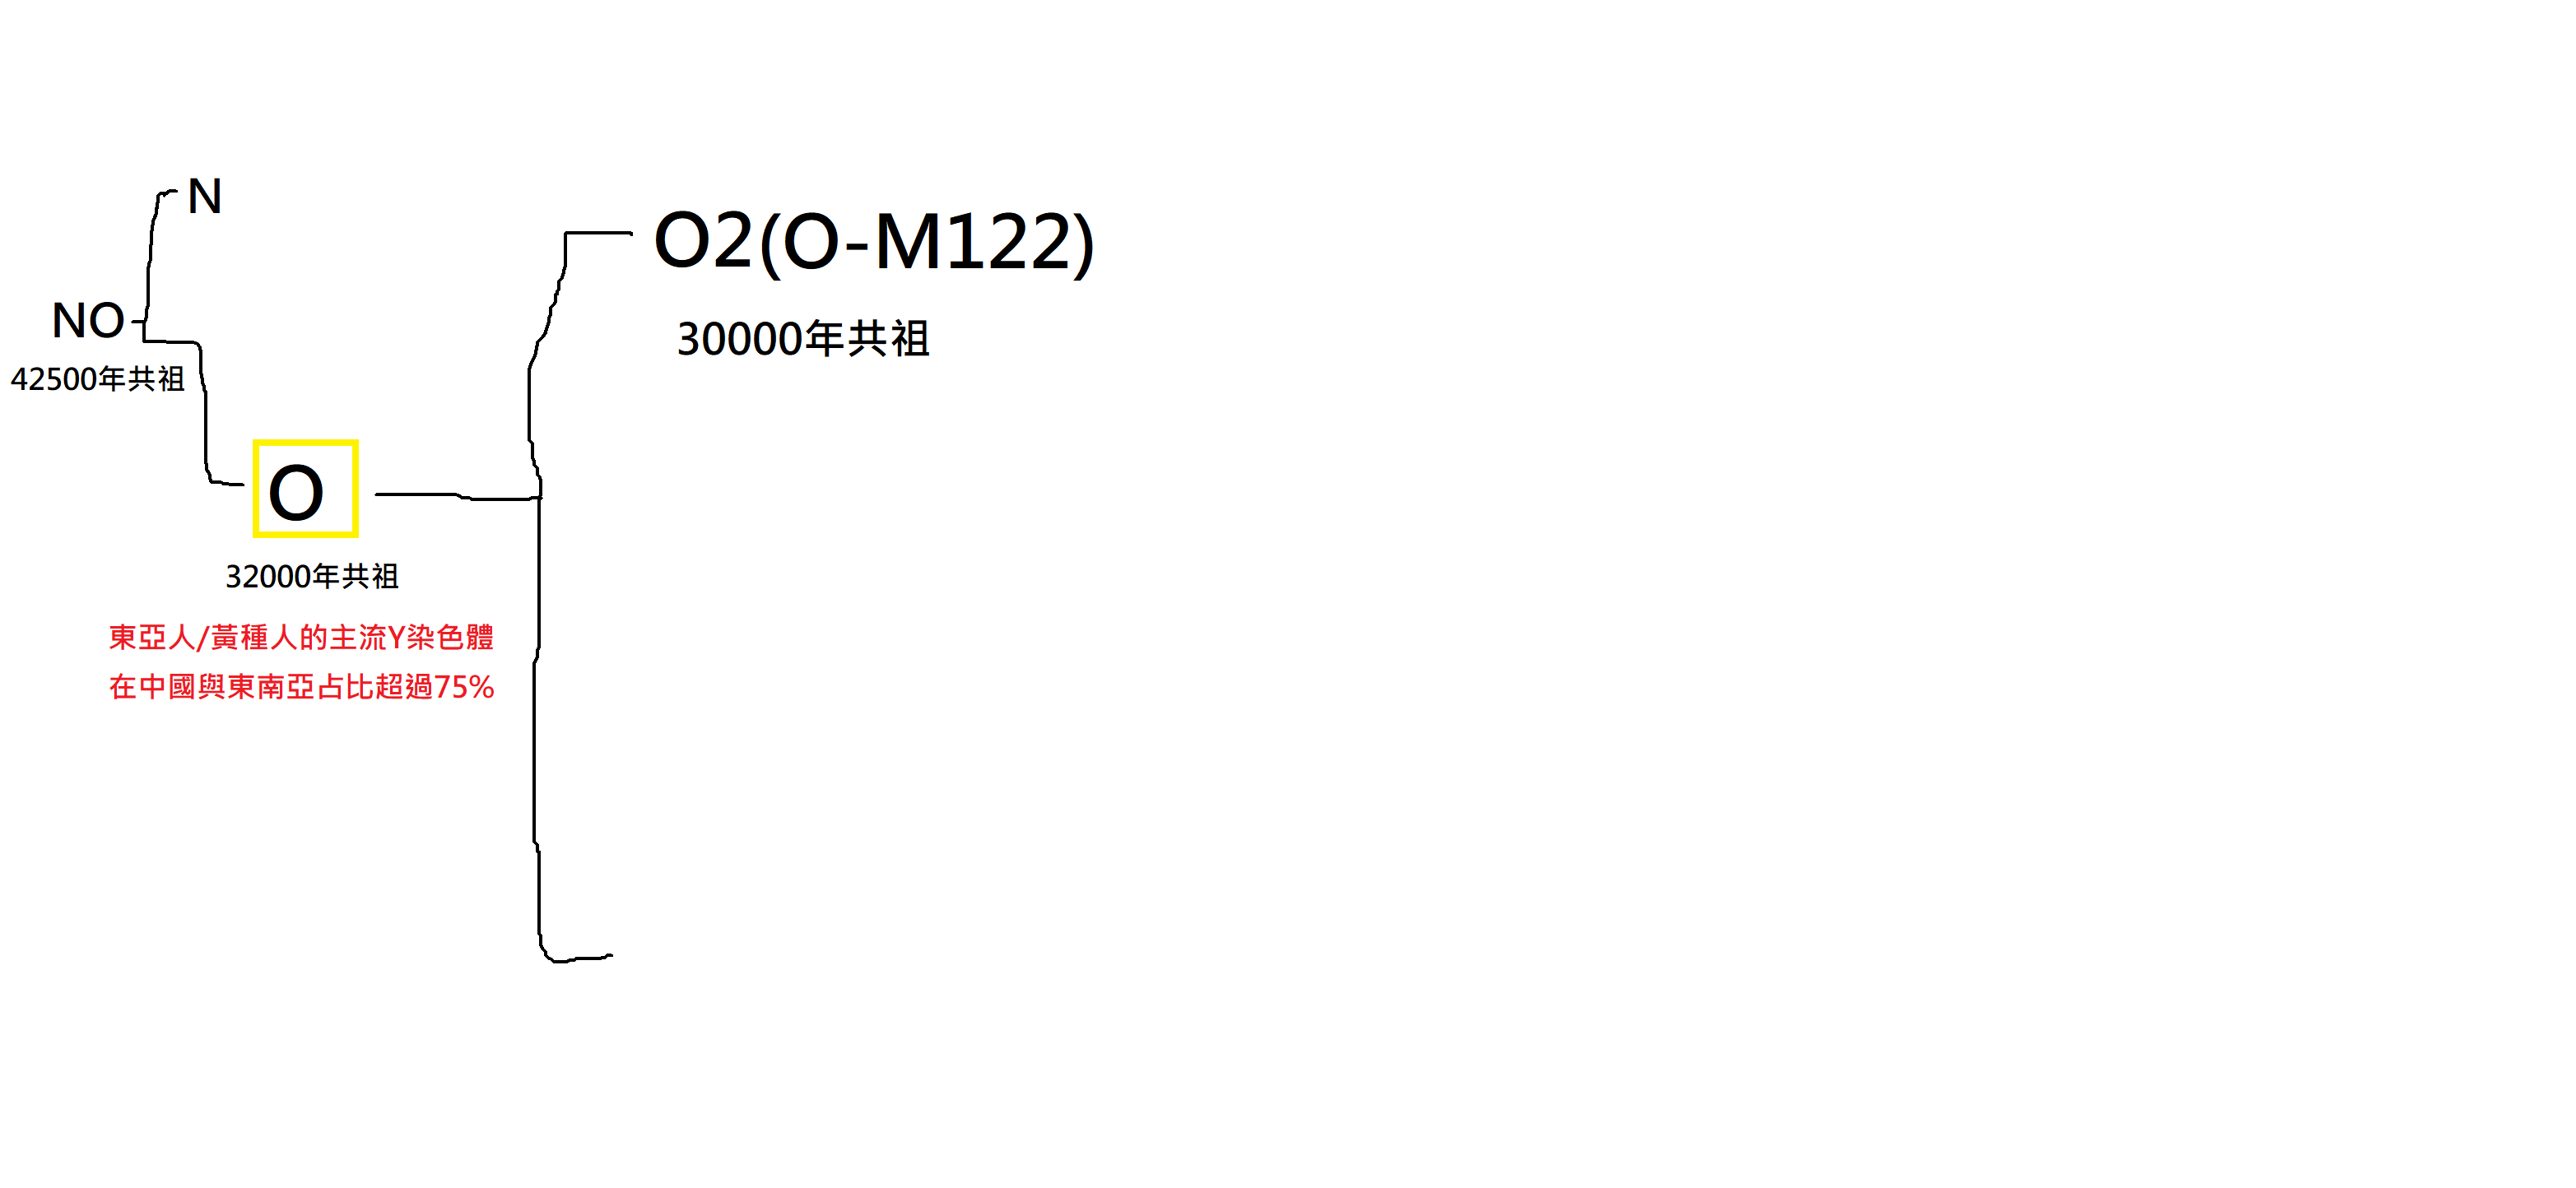 N
NO
42500年共祖
O
32000年共祖
東亞人/黃種人的主流Y染色體
在中國與東南亞占比超過75%
O2(O-M122)
30000年共祖